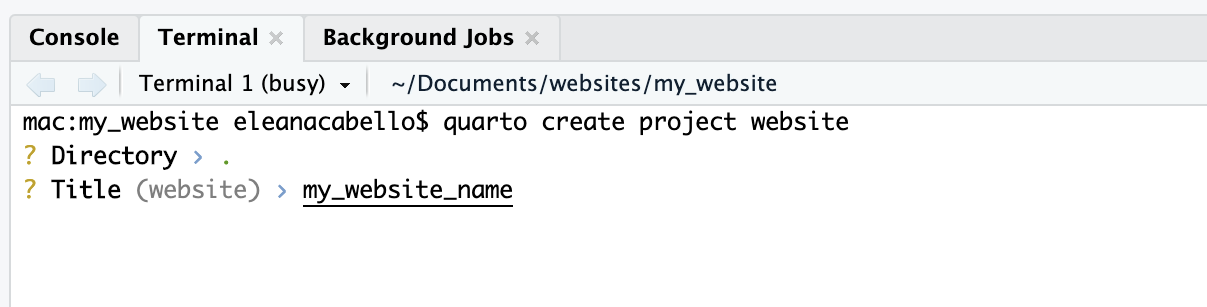 Console Terminal × Background Jobs ×
Terminal 1 (busy) ~/Documents/websites/my_website
mac:my_website eleanacabello$ quarto create project website
? Directory › .
? Title (website) › my_website_name